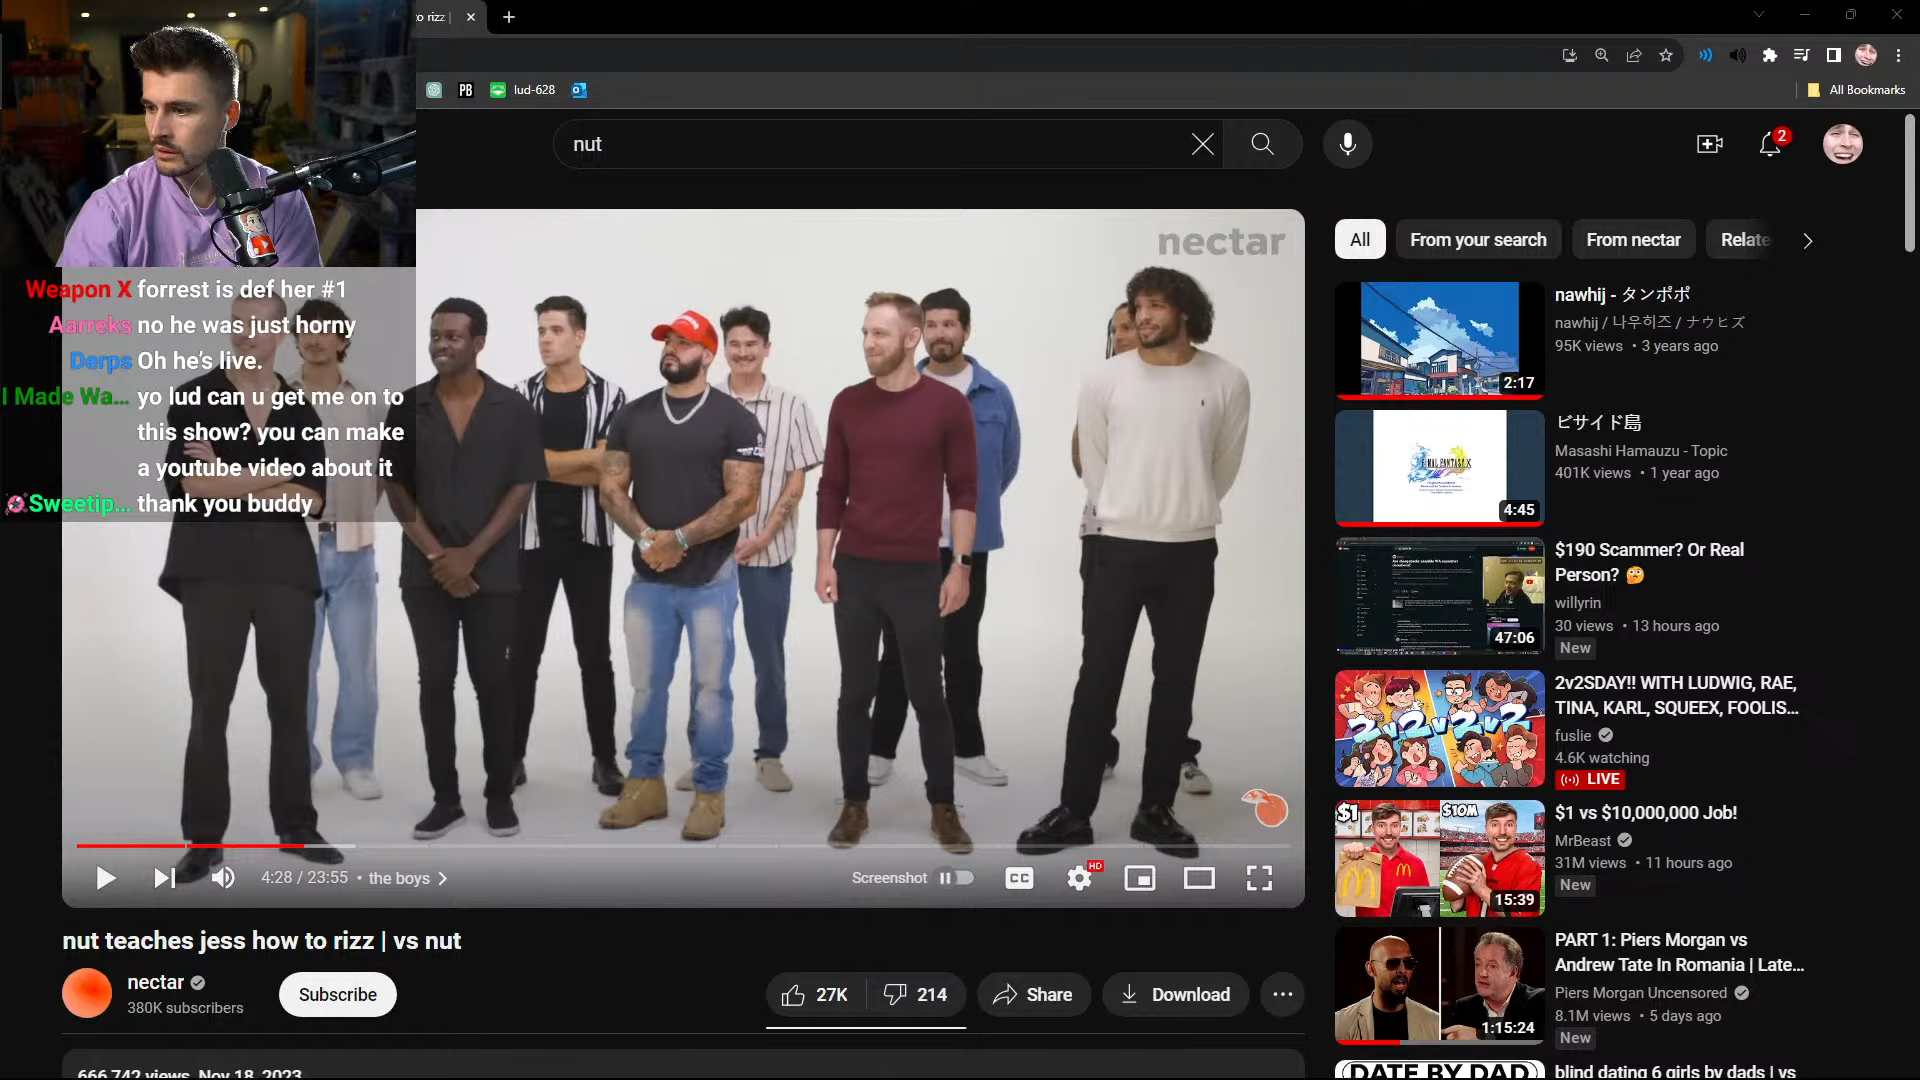 to rizz |
PB
lud-628
All Bookmarks
nut
2
nectar
Weapon X forrest is def her #1
Aarreks no he was just horny
Derps Oh he's live.
I Made Wa... yo lud can u get me on to
this show? you can make
a youtube video about it
Sweetip... thank you buddy
4:28 / 23:55 • the boys
Screenshot
CC
HD
nut teaches jess how to rizz | vs nut
nectar
380K subscribers
Subscribe
27K
214
Share
Download
666,742 views Nov 18, 2023
All
From your search
From nectar
Relate
2:17
nawhij - タンポポ
nawhij / 나우히즈 / ナウヒズ
95K views • 3 years ago
FINAL FANTASY X
4:45
ビサイド島
Masashi Hamauzu - Topic
401K views • 1 year ago
47:06
$190 Scammer? Or Real
Person?
willyrin
30 views • 13 hours ago
New
2v2v2v2
2v2SDAY!! WITH LUDWIG, RAE,
TINA, KARL, SQUEEX, FOOLIS...
fuslie
4.6K watching
LIVE
$1
$10M
15:39
$1 vs $10,000,000 Job!
MrBeast
31M views • 11 hours ago
New
1:15:24
PART 1: Piers Morgan vs
Andrew Tate In Romania | Late...
Piers Morgan Uncensored
8.1M views • 5 days ago
New
DATE BY DAD
blind dating 6 girls by dads | vs